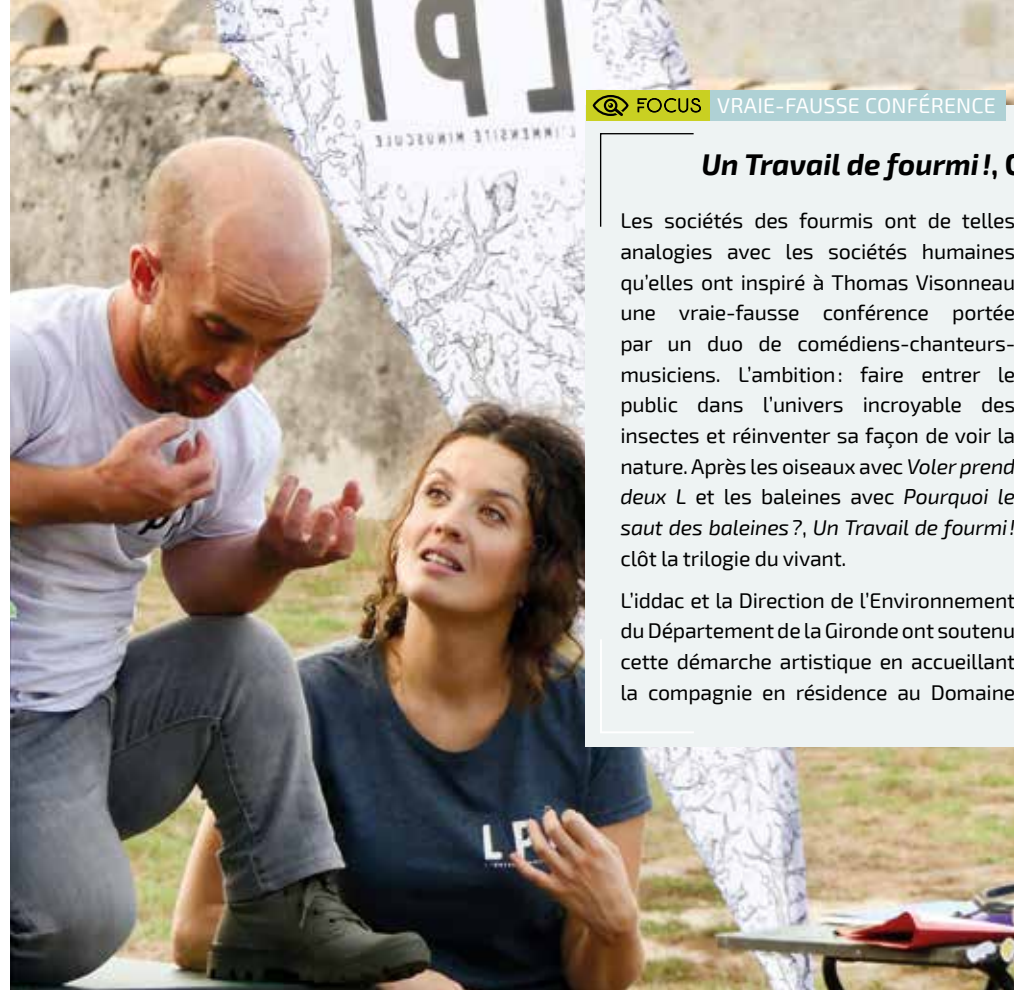 LPI
L'IMMENSITÉ MINUSCULE
FOCUS VRAIE-FAUSSE CONFÉRENCE
Un Travail de fourmi !,
Les sociétés des fourmis ont de telles
analogies avec les sociétés humaines
qu'elles ont inspiré à Thomas Visonneau
une vraie-fausse conférence portée
par un duo de comédiens-chanteurs-
musiciens. L'ambition : faire entrer le
public dans l'univers incroyable des
insectes et réinventer sa façon de voir la
nature. Après les oiseaux avec Voler prend
deux L et les baleines avec Pourquoi le
saut des baleines ?, Un Travail de fourmi !
clôt la trilogie du vivant.
L'iddac et la Direction de l'Environnement
du Département de la Gironde ont soutenu
cette démarche artistique en accueillant
la compagnie en résidence au Domaine